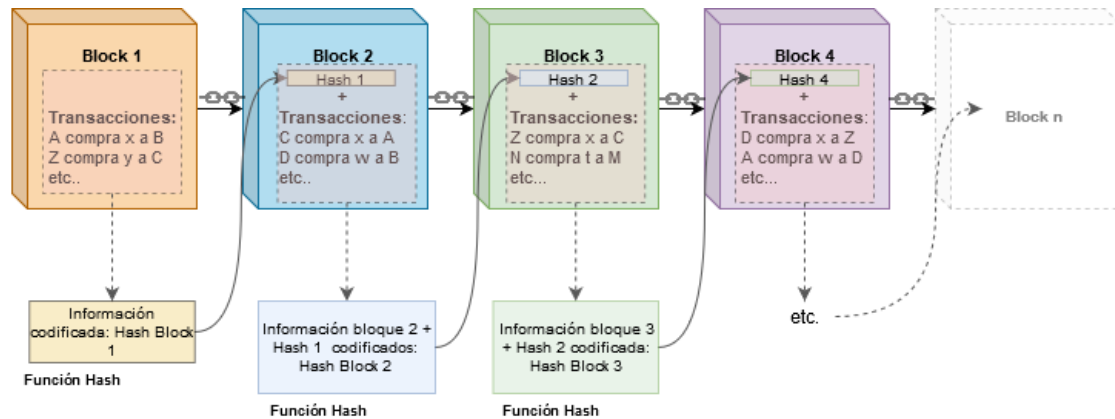 Block 1
Transacciones:
A compra x a B
Z compra y a C
etc..
Block 2
Hash 1
+
Transacciones:
C compra x a A
D compra w a B
etc..
Block 3
Hash 2
+
Transacciones:
Z compra x a C
N compra t a M
etc...
Block 4
Hash 4
+
Transacciones:
D compra x a Z
A compra w a D
etc...
Block n
Información
codificada: Hash Block
1
Función Hash
Información bloque 2 +
Hash 1 codificados:
Hash Block 2
Función Hash
Información bloque 3
+ Hash 2 codificada:
Hash Block 3
Función Hash
etc.